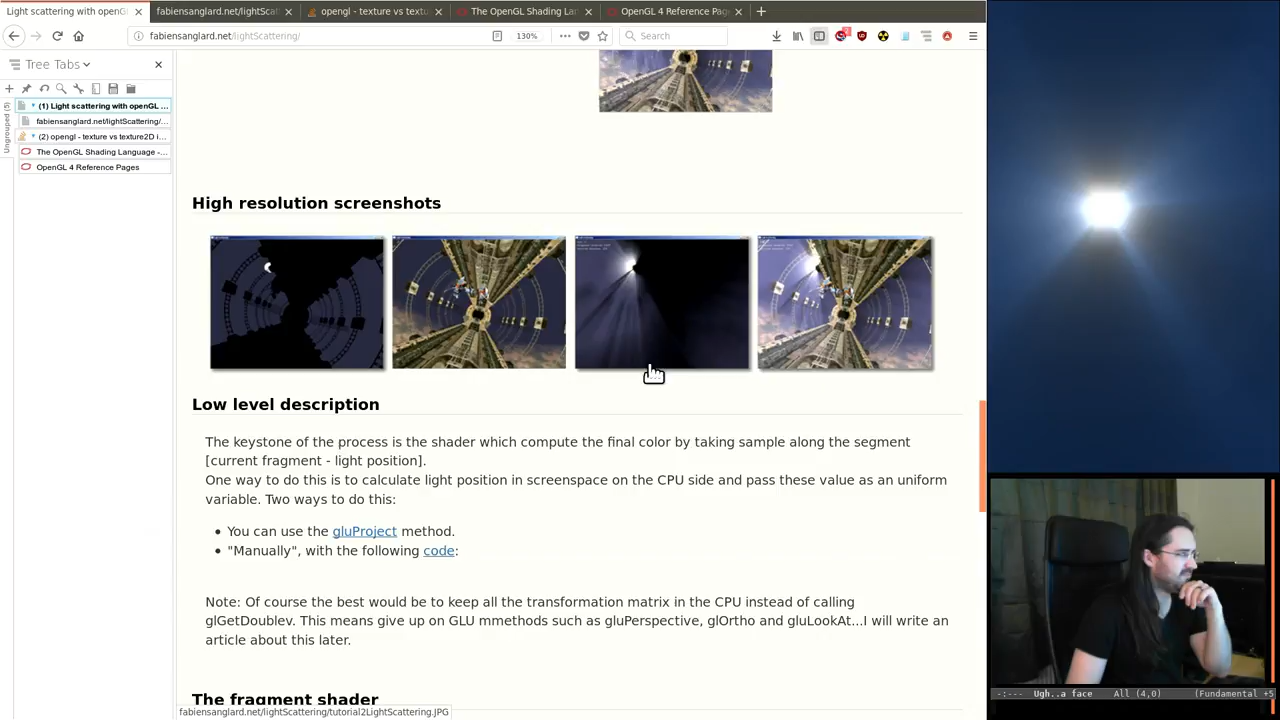 Light scattering with openG
fabiensanglard.net/lightScat
opengl - texture vs textu
The OpenGL Shading Lan
OpenGL 4 Reference Pag
fabiensanglard.net/lightScattering/
130%
Search
Tree Tabs
Ungrouped (5)
(1) Light scattering with openGL ...
fabiensanglard.net/lightScattering/...
(2) opengl - texture vs texture2D i...
The OpenGL Shading Language -...
OpenGL 4 Reference Pages
High resolution screenshots
Low level description
The keystone of the process is the shader which compute the final color by taking sample along the segment
[current fragment - light position].
One way to do this is to calculate light position in screenspace on the CPU side and pass these value as an uniform
variable. Two ways to do this:
You can use the gluProject method.
"Manually", with the following code:
Note: Of course the best would be to keep all the transformation matrix in the CPU instead of calling
glGetDoublev. This means give up on GLU mmethods such as gluPerspective, glOrtho and gluLookAt...I will write an
article about this later.
The fragment shader
fabiensanglard.net/lightScattering/tutorial2LightScattering.JPG
-:--- Ugh..a face All (4,0) (Fundamental +5